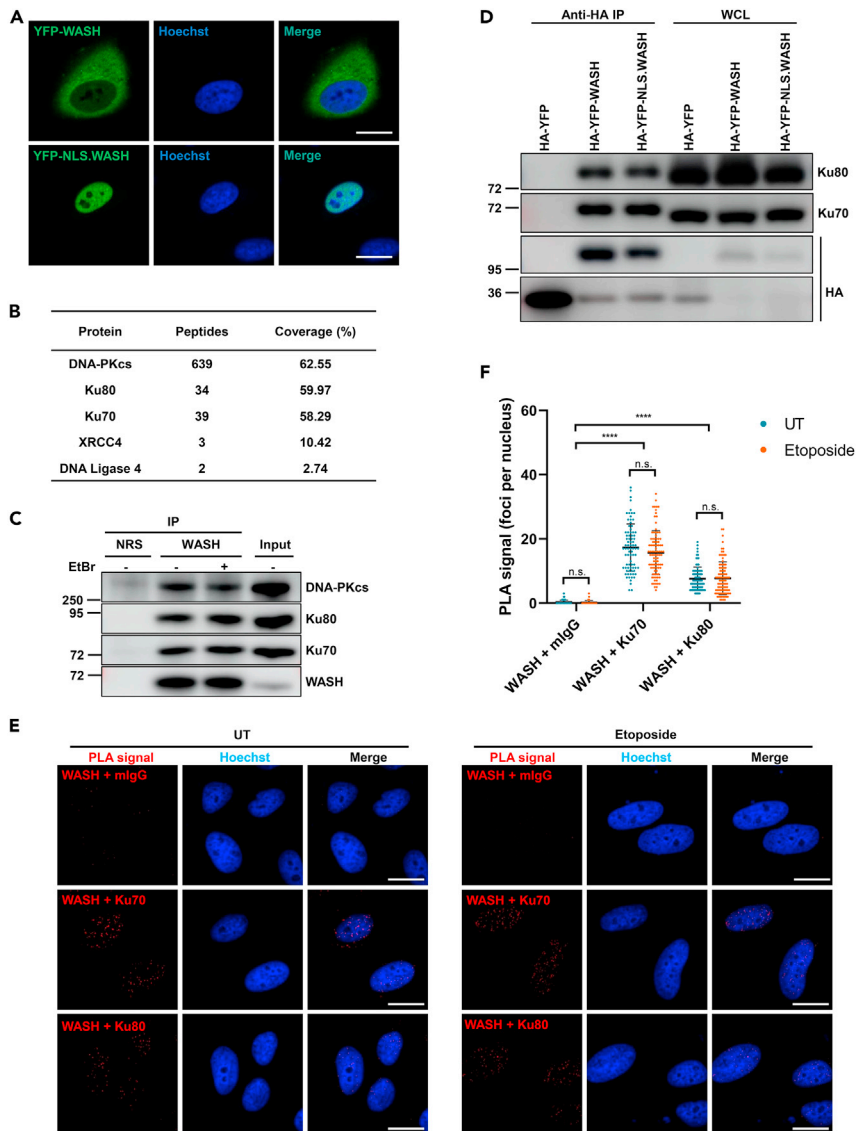 A
YFP-WASH Hoechst Merge
YFP-NLS.WASH Hoechst Merge
B
Protein Peptides Coverage (%)
DNA-PKcs 639 62.55
Ku80 34 59.97
Ku70 39 58.29
XRCC4 3 10.42
DNA Ligase 4 2 2.74
C
IP
NRS WASH Input
EtBr - - + -
DNA-PKcs
250
95
Ku80
Ku70
72
72
WASH
D
Anti-HA IP WCL
HA-YFP HA-YFP-WASH HA-YFP-NLS.WASH HA-YFP HA-YFP-WASH HA-YFP-NLS.WASH
Ku80
72
72
Ku70
95
36
HA
F
PLA signal (foci per nucleus)
60
40
20
0
****
****
n.s.
n.s.
n.s.
UT
Etoposide
WASH + mIgG
WASH + Ku70
WASH + Ku80
E
UT
PLA signal Hoechst Merge
WASH + mIgG
WASH + Ku70
WASH + Ku80
Etoposide
PLA signal Hoechst Merge
WASH + mIgG
WASH + Ku70
WASH + Ku80